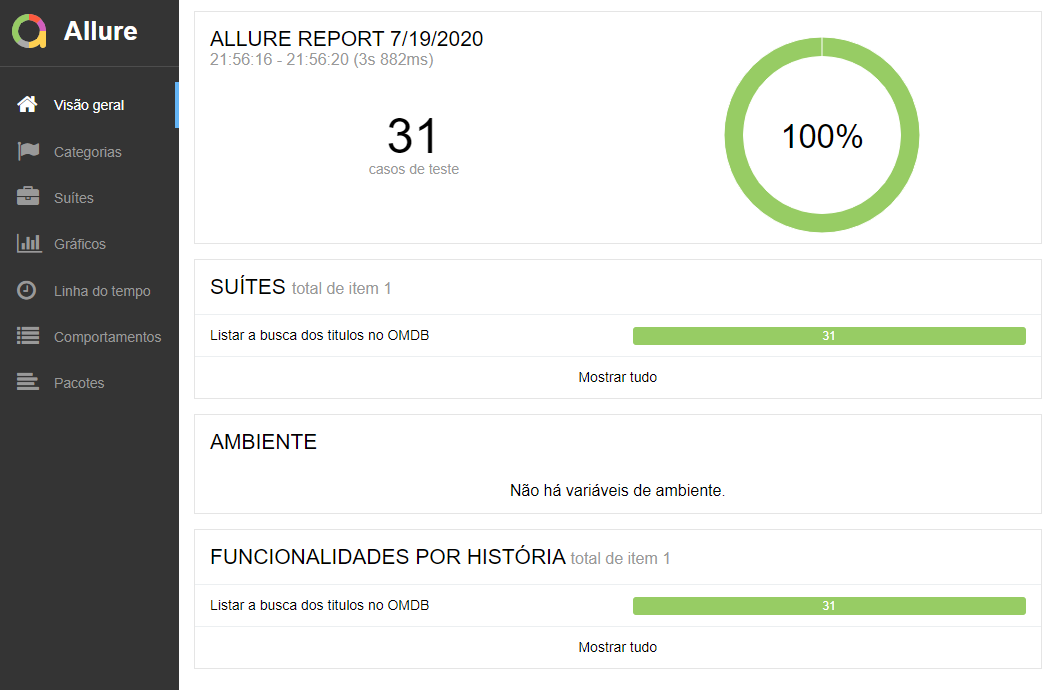 Allure
Visão geral
Categorias
Suítes
Gráficos
Linha do tempo
Comportamentos
Pacotes
ALLURE REPORT 7/19/2020
21:56:16 - 21:56:20 (3s 882ms)
31
casos de teste
100%
SUÍTES total de item 1
Listar a busca dos titulos no OMDB 31
Mostrar tudo
AMBIENTE
Não há variáveis de ambiente.
FUNCIONALIDADES POR HISTÓRIA total de item 1
Listar a busca dos titulos no OMDB 31
Mostrar tudo